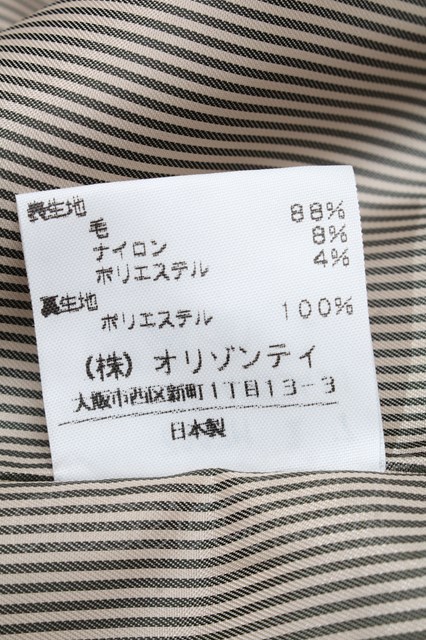 表生地
毛 88%
ナイロン 8%
ポリエステル 4%
裏生地
ポリエステル 100%
(株)オリゾンティ
大阪市西区新町1丁目13-3
日本製